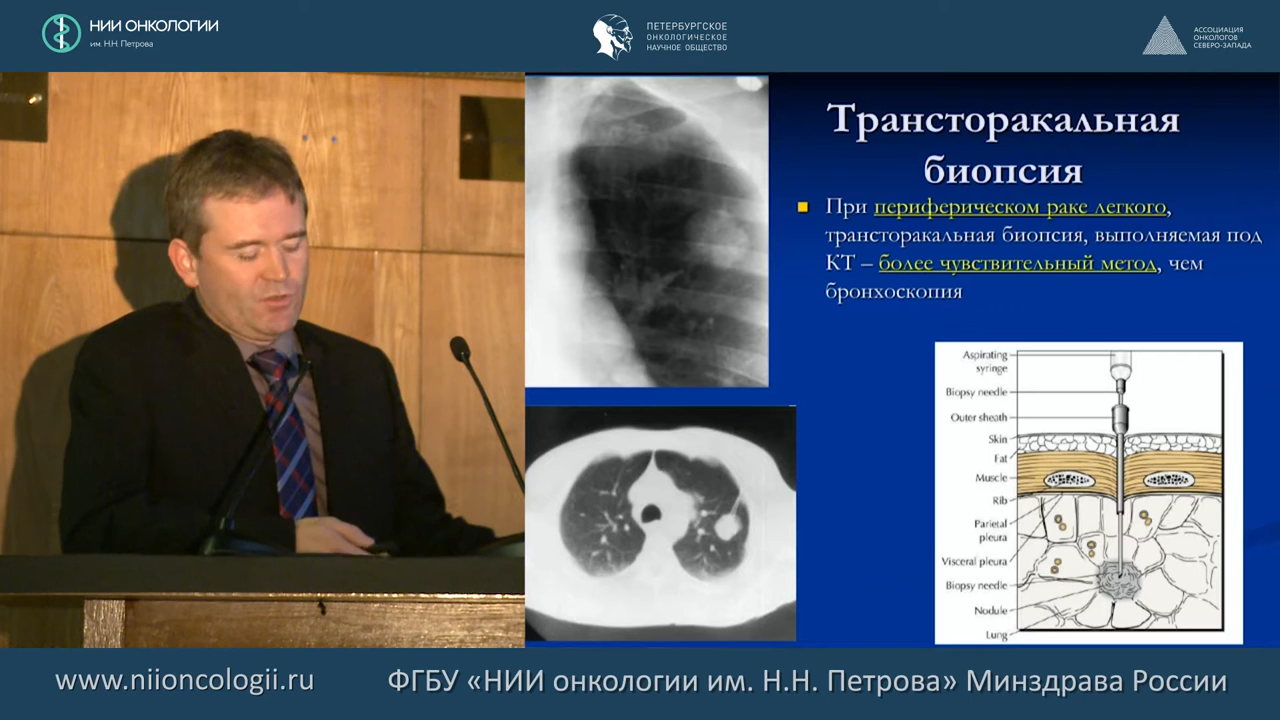 НИИ ОНКОЛОГИИ
им. Н.Н. Петрова
ПЕТЕРБУРГСКОЕ
ОНКОЛОГИЧЕСКОЕ
НАУЧНОЕ ОБЩЕСТВО
АССОЦИАЦИЯ
ОНКОЛОГОВ
СЕВЕРО-ЗАПАДА
Трансторакальная
биопсия
При периферическом раке легкого,
трансторакальная биопсия, выполняемая под
КТ – более чувствительный метод, чем
бронхоскопия
Aspirating
syringe
Biopsy needle
Outer sheath
Skin
Fat
Muscle
Rib
Parietal
pleura
Visceral pleura
Biopsy needle
Nodule
Lung
www.niioncologii.ru
ФГБУ «НИИ онкологии им. Н.Н. Петрова» Минздрава России